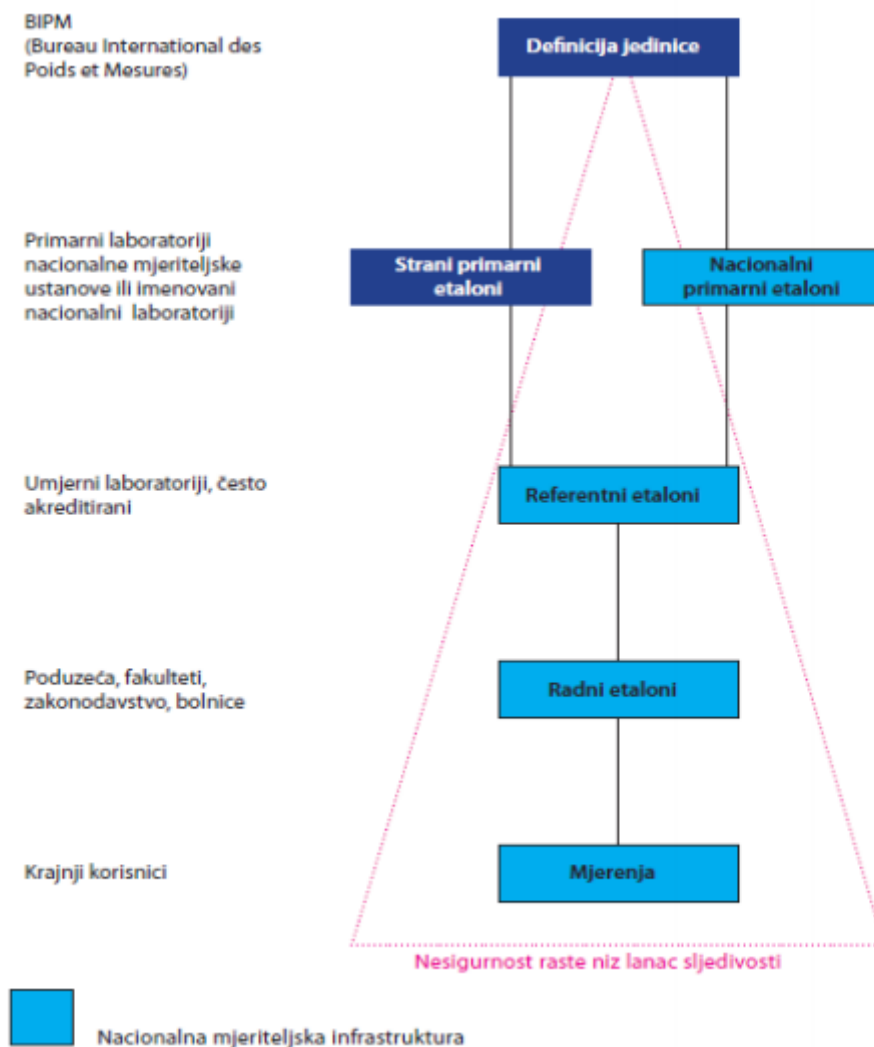 BIPM
(Bureau International des
Poids et Mesures)
Definicija jedinice
Primarni laboratoriji
nacionalne mjeriteljske
ustanove ili imenovani
nacionalni laboratoriji
Strani primarni
etaloni
Nacionalni
primarni etaloni
Umjerni laboratoriji, često
akreditirani
Referentni etaloni
Poduzeća, fakulteti,
zakonodavstvo, bolnice
Radni etaloni
Krajnji korisnici
Mjerenja
Nesigurnost raste niz lanac sljedivosti
Nacionalna mjeriteljska infrastruktura